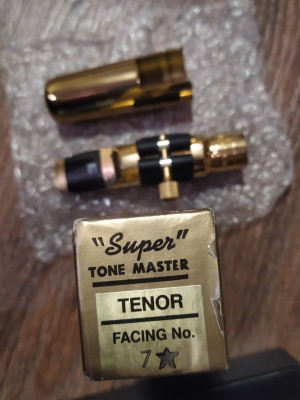 "Super"
TONE MASTER
TENOR
FACING No.
7★